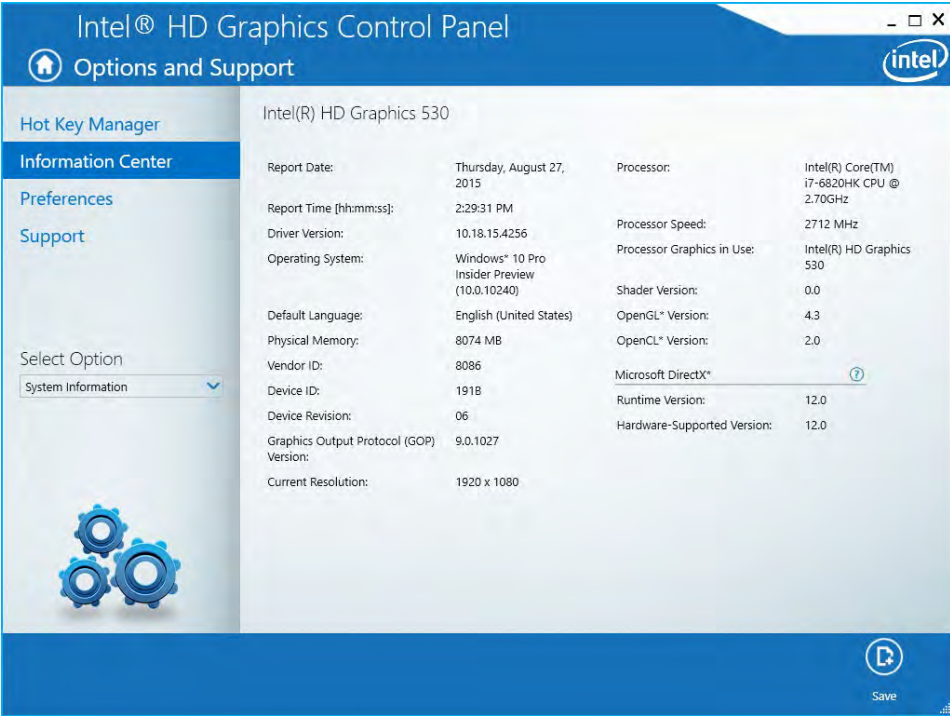 Intel® HD Graphics Control Panel
Options and Support
intel
Hot Key Manager
Information Center
Preferences
Support
Select Option
System Information
Intel(R) HD Graphics 530
Report Date: Thursday, August 27,
2015
Report Time [hh:mm:ss]: 2:29:31 PM
Driver Version: 10.18.15.4256
Operating System: Windows* 10 Pro
Insider Preview
(10.0.10240)
Default Language: English (United States)
Physical Memory: 8074 MB
Vendor ID: 8086
Device ID: 191B
Device Revision: 06
Graphics Output Protocol (GOP) 9.0.1027
Version:
Current Resolution: 1920 x 1080
Processor: Intel(R) Core(TM)
i7-6820HK CPU @
2.70GHz
Processor Speed: 2712 MHz
Processor Graphics in Use: Intel(R) HD Graphics
530
Shader Version: 0.0
OpenGL* Version: 4.3
OpenCL* Version: 2.0
Microsoft DirectX* ?
Runtime Version: 12.0
Hardware-Supported Version: 12.0
Save